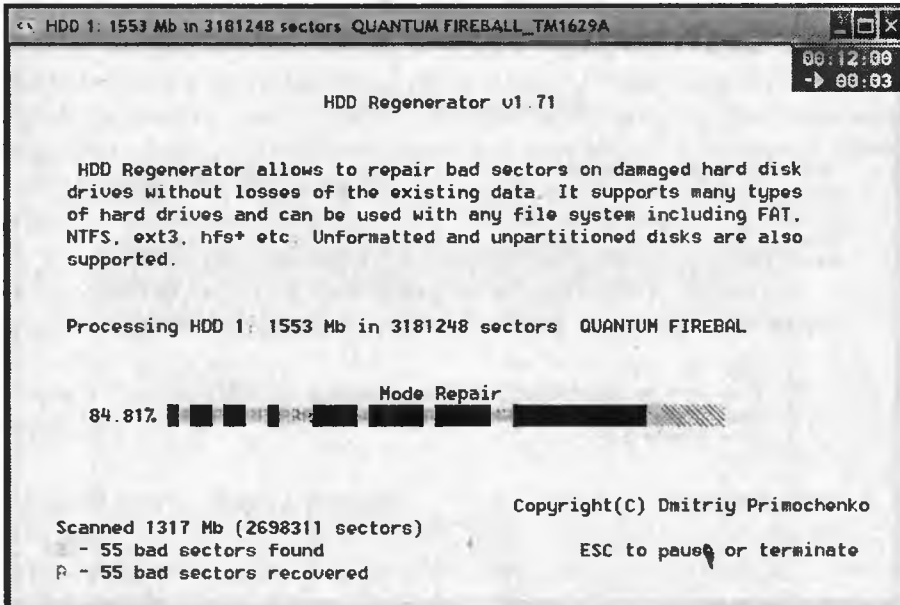 HDD 1: 1553 Mb in 3181248 sectors QUANTUM FIREBALL_TM1629A
00:12:00
00:03
HDD Regenerator v1.71
HDD Regenerator allows to repair bad sectors on damaged hard disk
drives without losses of the existing data. It supports many types
of hard drives and can be used with any file system including FAT,
NTFS, ext3, hfs+ etc. Unformatted and unpartitioned disks are also
supported.
Processing HDD 1: 1553 Mb in 3181248 sectors QUANTUM FIREBAL
Mode Repair
84.81%
Copyright(C) Dmitriy Primochenko
Scanned 1317 Mb (2698311 sectors)
- 55 bad sectors found
ESC to pause or terminate
R - 55 bad sectors recovered